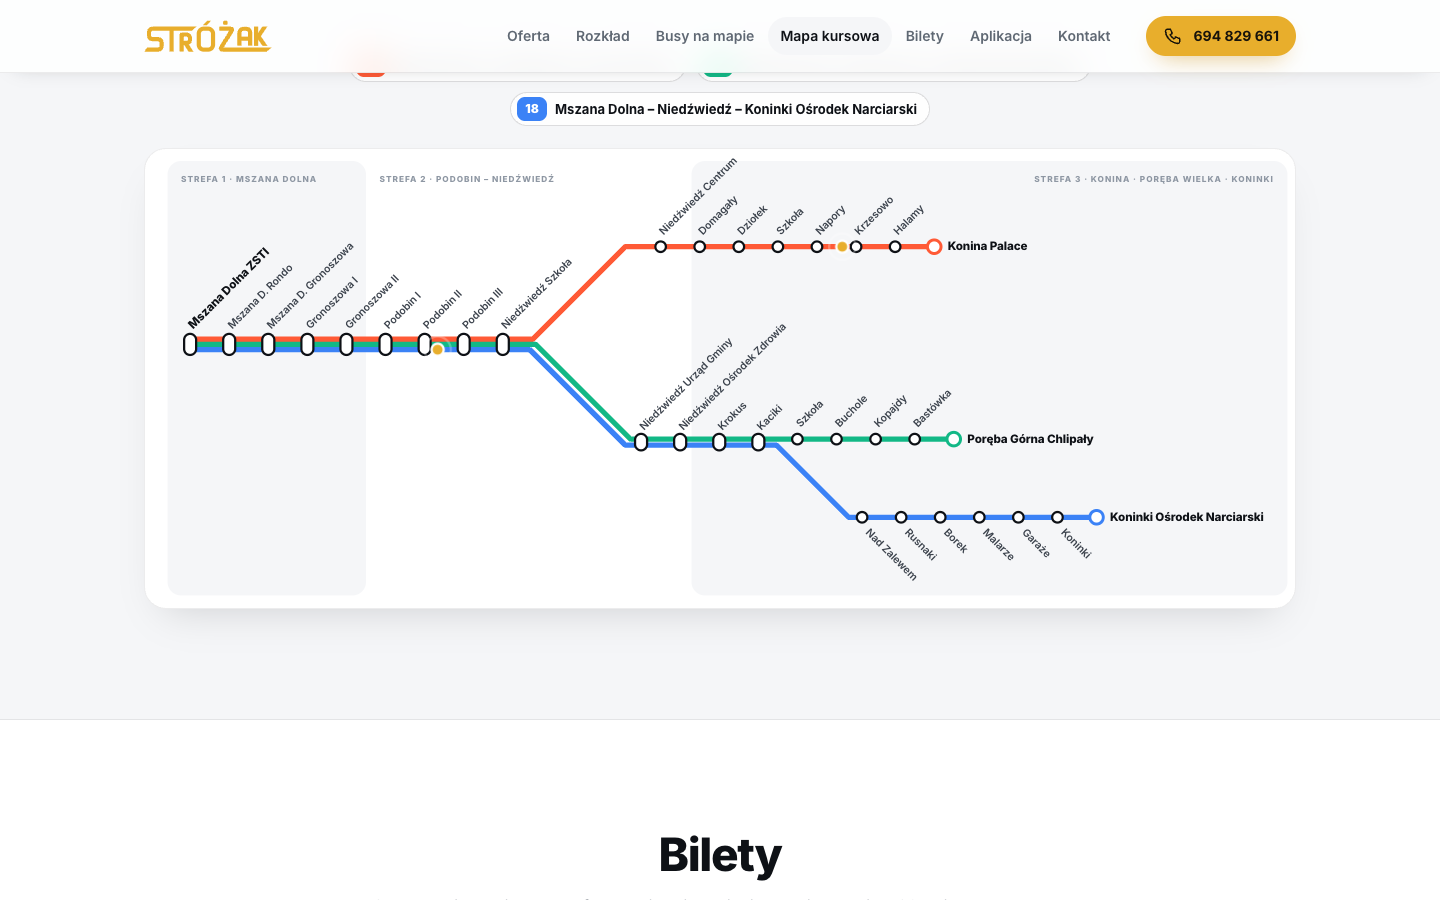 STRÓŻAK
Oferta
Rozkład
Busy na mapie
Mapa kursowa
Bilety
Aplikacja
Kontakt
694 829 661
18 Mszana Dolna – Niedźwiedź – Koninki Ośrodek Narciarski
STREFA 1 · MSZANA DOLNA
STREFA 2 · PODOBIN – NIEDŹWIEDŹ
STREFA 3 · KONINA · PORĘBA WIELKA · KONINKI
Niedźwiedź Centrum
Domagały
Dziołek
Szkoła
Napory
Krzesowo
Halamy
Konina Palace
Mszana Dolna ZSTI
Mszana D. Rondo
Mszana D. Gronoszowa
Gronoszowa I
Gronoszowa II
Podobin I
Podobin II
Podobin III
Niedźwiedź Szkoła
Niedźwiedź Urząd Gminy
Niedźwiedź Ośrodek Zdrowia
Krokus
Kaciki
Szkoła
Buchole
Kopajdy
Bastówka
Poręba Górna Chlipały
Nad Zalewem
Rusnaki
Borek
Malarze
Garaże
Koninki
Koninki Ośrodek Narciarski
Bilety